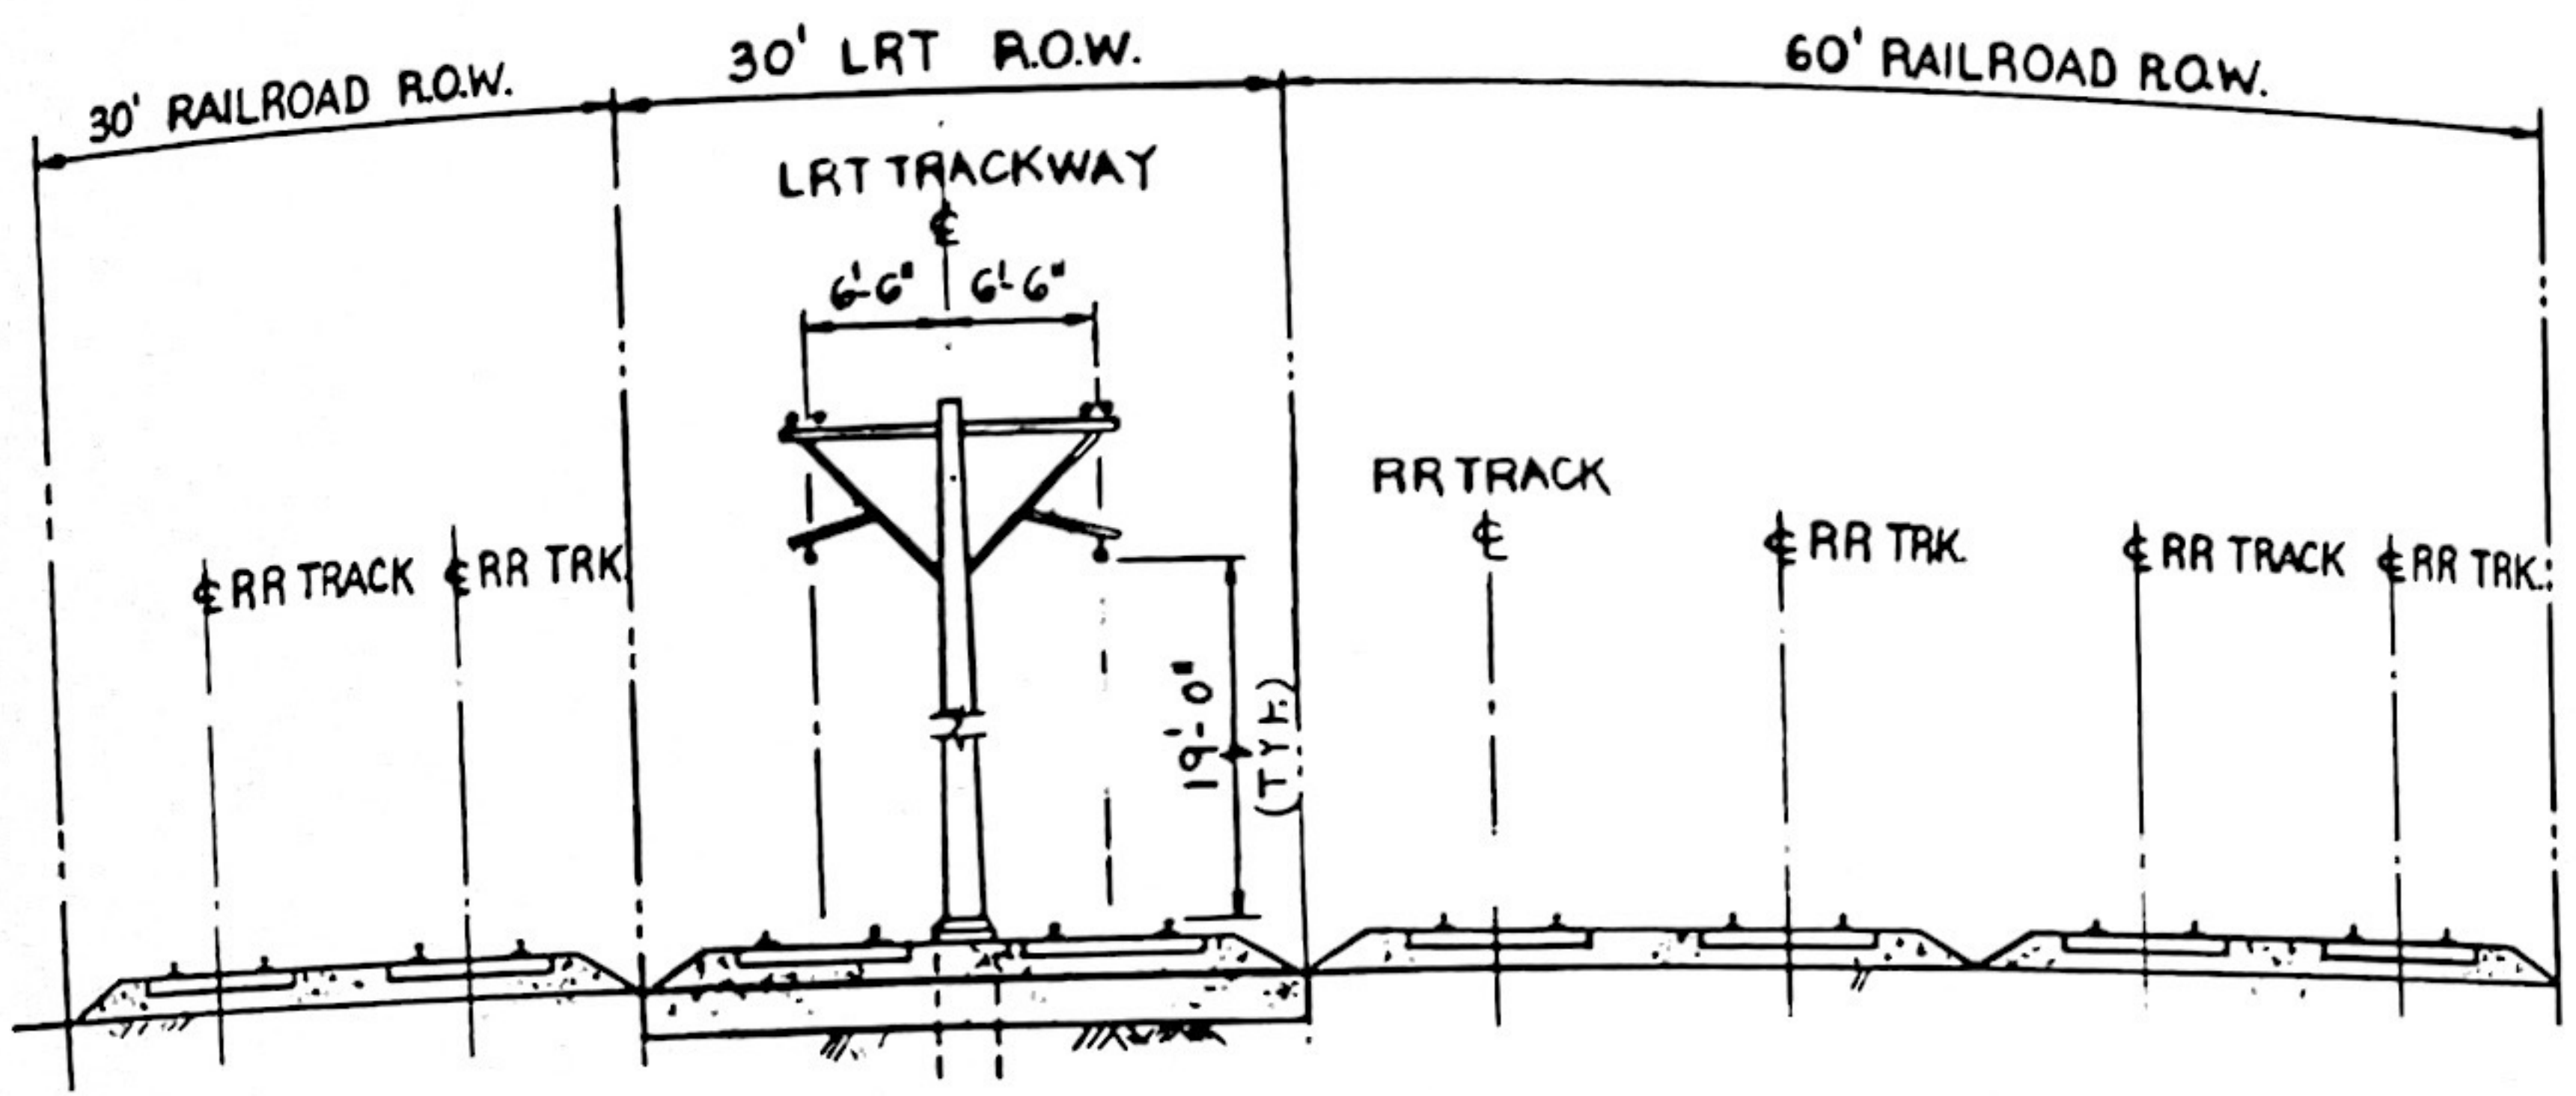 30' RAILROAD R.O.W.
30' LRT R.O.W.
60' RAILROAD R.O.W.
LRT TRACKWAY
℄
6'-6" 6'-6"
℄ RR TRACK
℄ RR TRK.
19'-0"
(TYP.)
RR TRACK
℄
℄ RR TRK.
℄ RR TRACK
℄ RR TRK.